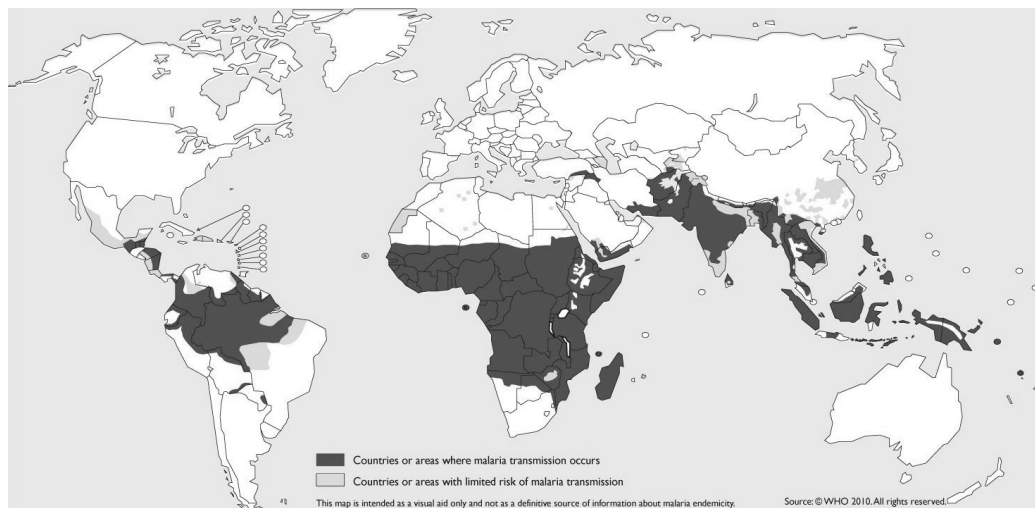 Countries or areas where malaria transmission occurs
Countries or areas with limited risk of malaria transmission
This map is intended as a visual aid only and not as a definitive source of information about malaria endemicity.
Source: © WHO 2010. All rights reserved.